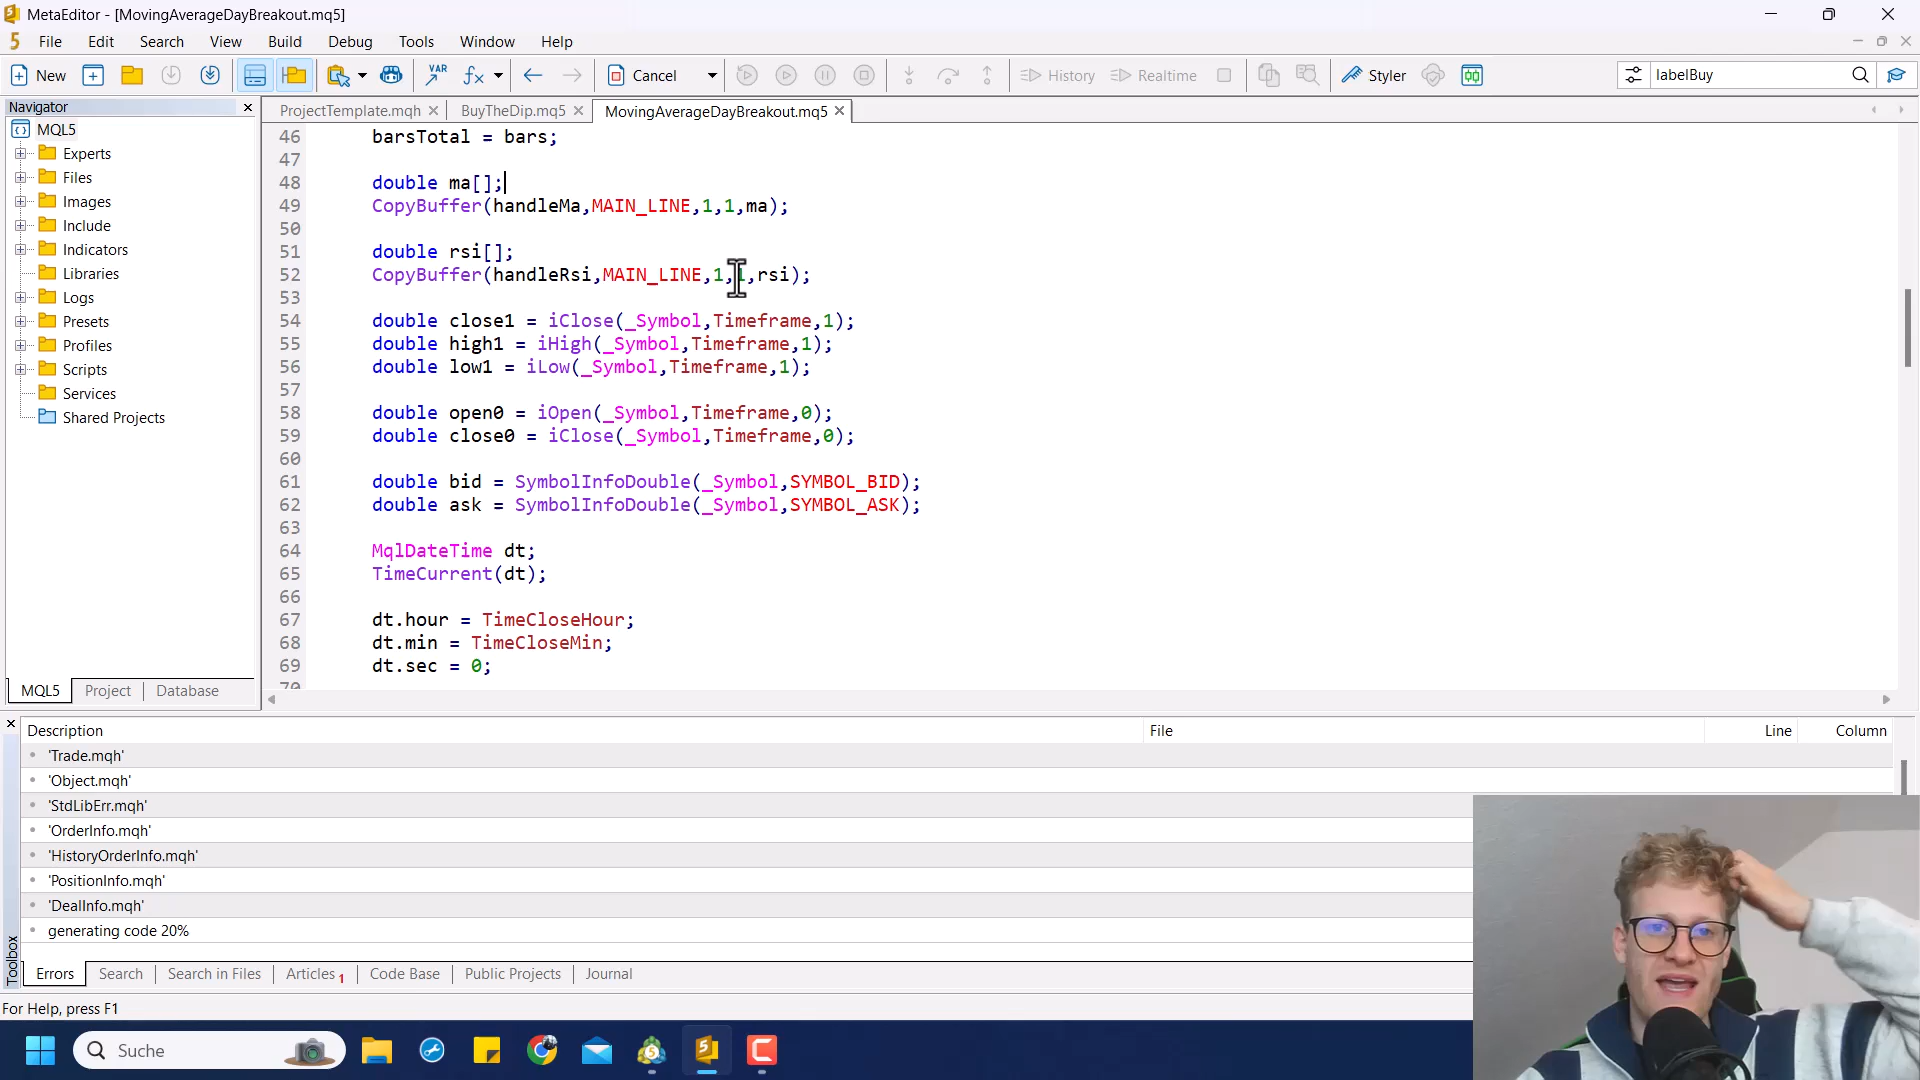 MetaEditor - [MovingAverageDayBreakout.mq5]
File Edit Search View Build Debug Tools Window Help
New Cancel History Realtime Styler labelBuy
Navigator
ProjectTemplate.mqh BuyTheDip.mq5 MovingAverageDayBreakout.mq5
MQL5
Experts
Files
Images
Include
Indicators
Libraries
Logs
Presets
Profiles
Scripts
Services
Shared Projects
MQL5 Project Database
46 barsTotal = bars;
47
48 double ma[];
49 CopyBuffer(handleMa,MAIN_LINE,1,1,ma);
50
51 double rsi[];
52 CopyBuffer(handleRsi,MAIN_LINE,1,1,rsi);
53
54 double close1 = iClose(_Symbol,Timeframe,1);
55 double high1 = iHigh(_Symbol,Timeframe,1);
56 double low1 = iLow(_Symbol,Timeframe,1);
57
58 double open0 = iOpen(_Symbol,Timeframe,0);
59 double close0 = iClose(_Symbol,Timeframe,0);
60
61 double bid = SymbolInfoDouble(_Symbol,SYMBOL_BID);
62 double ask = SymbolInfoDouble(_Symbol,SYMBOL_ASK);
63
64 MqlDateTime dt;
65 TimeCurrent(dt);
66
67 dt.hour = TimeCloseHour;
68 dt.min = TimeCloseMin;
69 dt.sec = 0;
70
Description File Line Column
'Trade.mqh'
'Object.mqh'
'StdLibErr.mqh'
'OrderInfo.mqh'
'HistoryOrderInfo.mqh'
'PositionInfo.mqh'
'DealInfo.mqh'
generating code 20%
Toolbox
Errors Search Search in Files Articles 1 Code Base Public Projects Journal
For Help, press F1
Suche